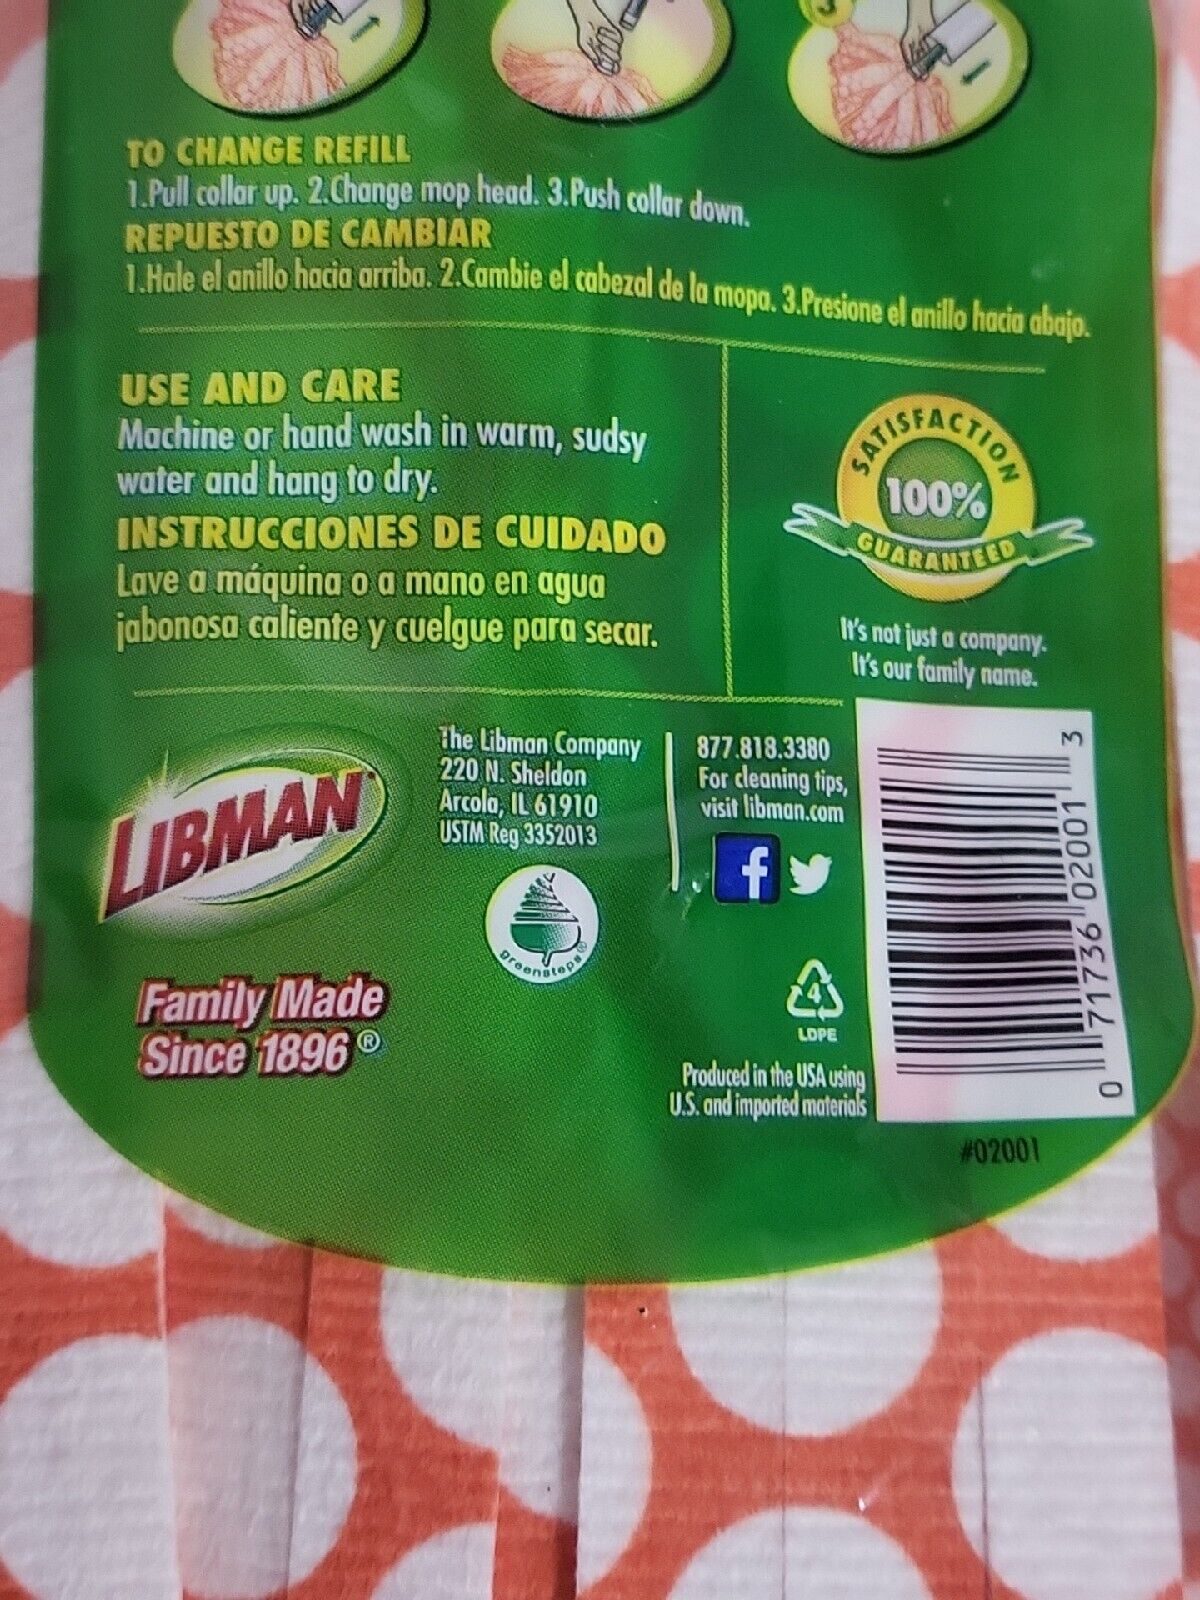 3
TO CHANGE REFILL
1.Pull collar up. 2.Change mop head. 3.Push collar down.
REPUESTO DE CAMBIAR
1.Hale el anillo hacia arriba. 2.Cambie el cabezal de la mopa. 3.Presione el anillo hacia abajo.
USE AND CARE
Machine or hand wash in warm, sudsy
water and hang to dry.
INSTRUCCIONES DE CUIDADO
Lave a máquina o a mano en agua
jabonosa caliente y cuelgue para secar.
SATISFACTION
100%
GUARANTEED
It's not just a company.
It's our family name.
LIBMAN
Family Made
Since 1896®
The Libman Company
220 N. Sheldon
Arcola, IL 61910
USTM Reg 3352013
greensteps®
877.818.3380
For cleaning tips,
visit libman.com
f
4
LDPE
Produced in the USA using
U.S. and imported materials
0 71736 02001 3
#02001